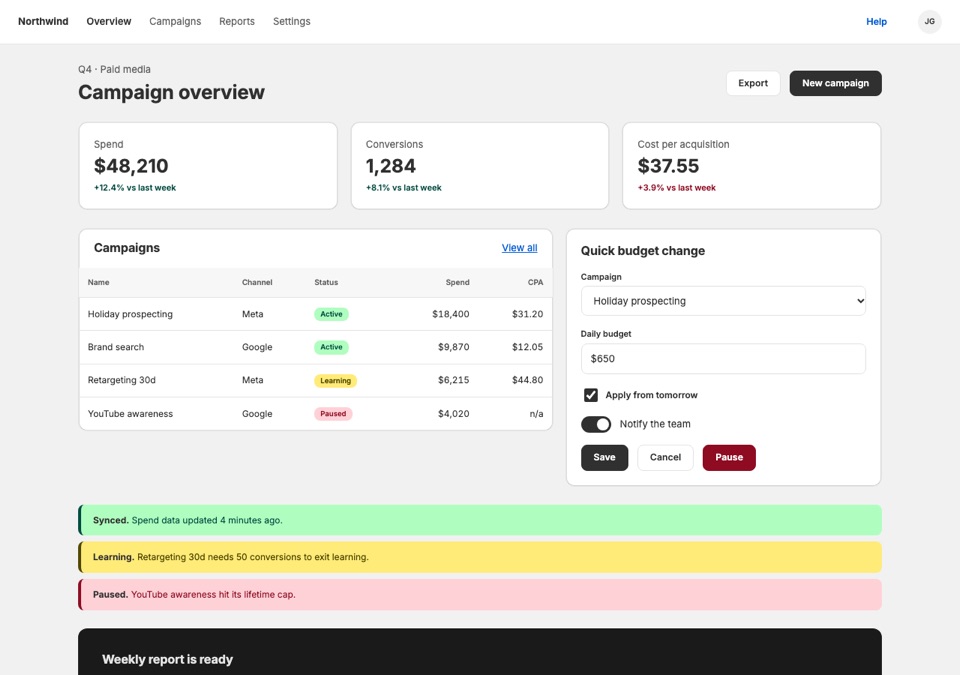 Northwind Overview Campaigns Reports Settings Help JG
Q4 · Paid media
Campaign overview
Export New campaign
Spend
$48,210
+12.4% vs last week
Conversions
1,284
+8.1% vs last week
Cost per acquisition
$37.55
+3.9% vs last week
Campaigns View all
Name Channel Status Spend CPA
Holiday prospecting Meta Active $18,400 $31.20
Brand search Google Active $9,870 $12.05
Retargeting 30d Meta Learning $6,215 $44.80
YouTube awareness Google Paused $4,020 n/a
Quick budget change
Campaign
Holiday prospecting
Daily budget
$650
Apply from tomorrow
Notify the team
Save Cancel Pause
Synced. Spend data updated 4 minutes ago.
Learning. Retargeting 30d needs 50 conversions to exit learning.
Paused. YouTube awareness hit its lifetime cap.
Weekly report is ready